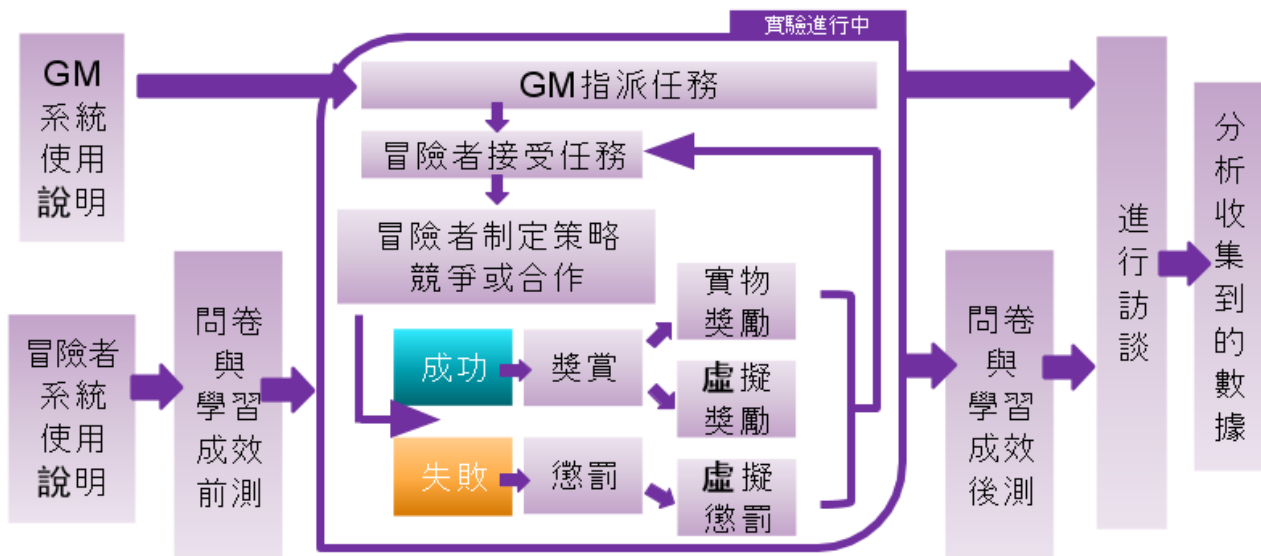 實驗進行中
GM
系統
使用
說明
GM指派任務
冒險者接受任務
冒險者制定策略
競爭或合作
冒險者
系統
使用
說明
問卷
與
學習
成效
前測
成功
獎賞
實物
獎勵
虛擬
獎勵
失敗
懲罰
虛擬
懲罰
問卷
與
學習
成效
後測
進行訪談
分析收集到的數據